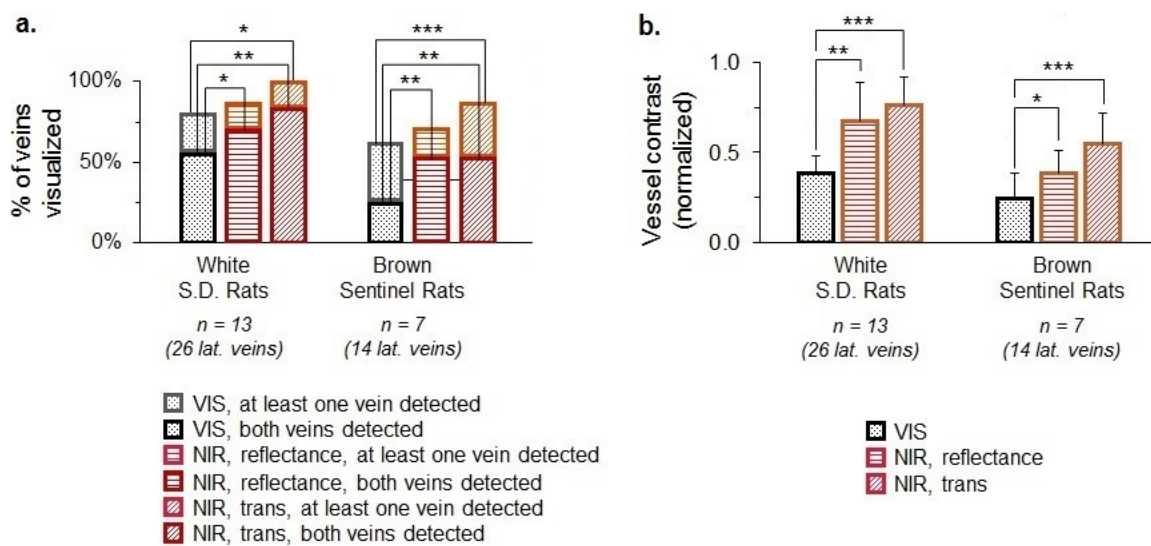 a.
% of veins
visualized
100%
50%
0%
*
**
*
***
**
**
White
S.D. Rats
n = 13
(26 lat. veins)
Brown
Sentinel Rats
n = 7
(14 lat. veins)
VIS, at least one vein detected
VIS, both veins detected
NIR, reflectance, at least one vein detected
NIR, reflectance, both veins detected
NIR, trans, at least one vein detected
NIR, trans, both veins detected
b.
Vessel contrast
(normalized)
1.0
0.5
0.0
***
**
***
*
White
S.D. Rats
n = 13
(26 lat. veins)
Brown
Sentinel Rats
n = 7
(14 lat. veins)
VIS
NIR, reflectance
NIR, trans